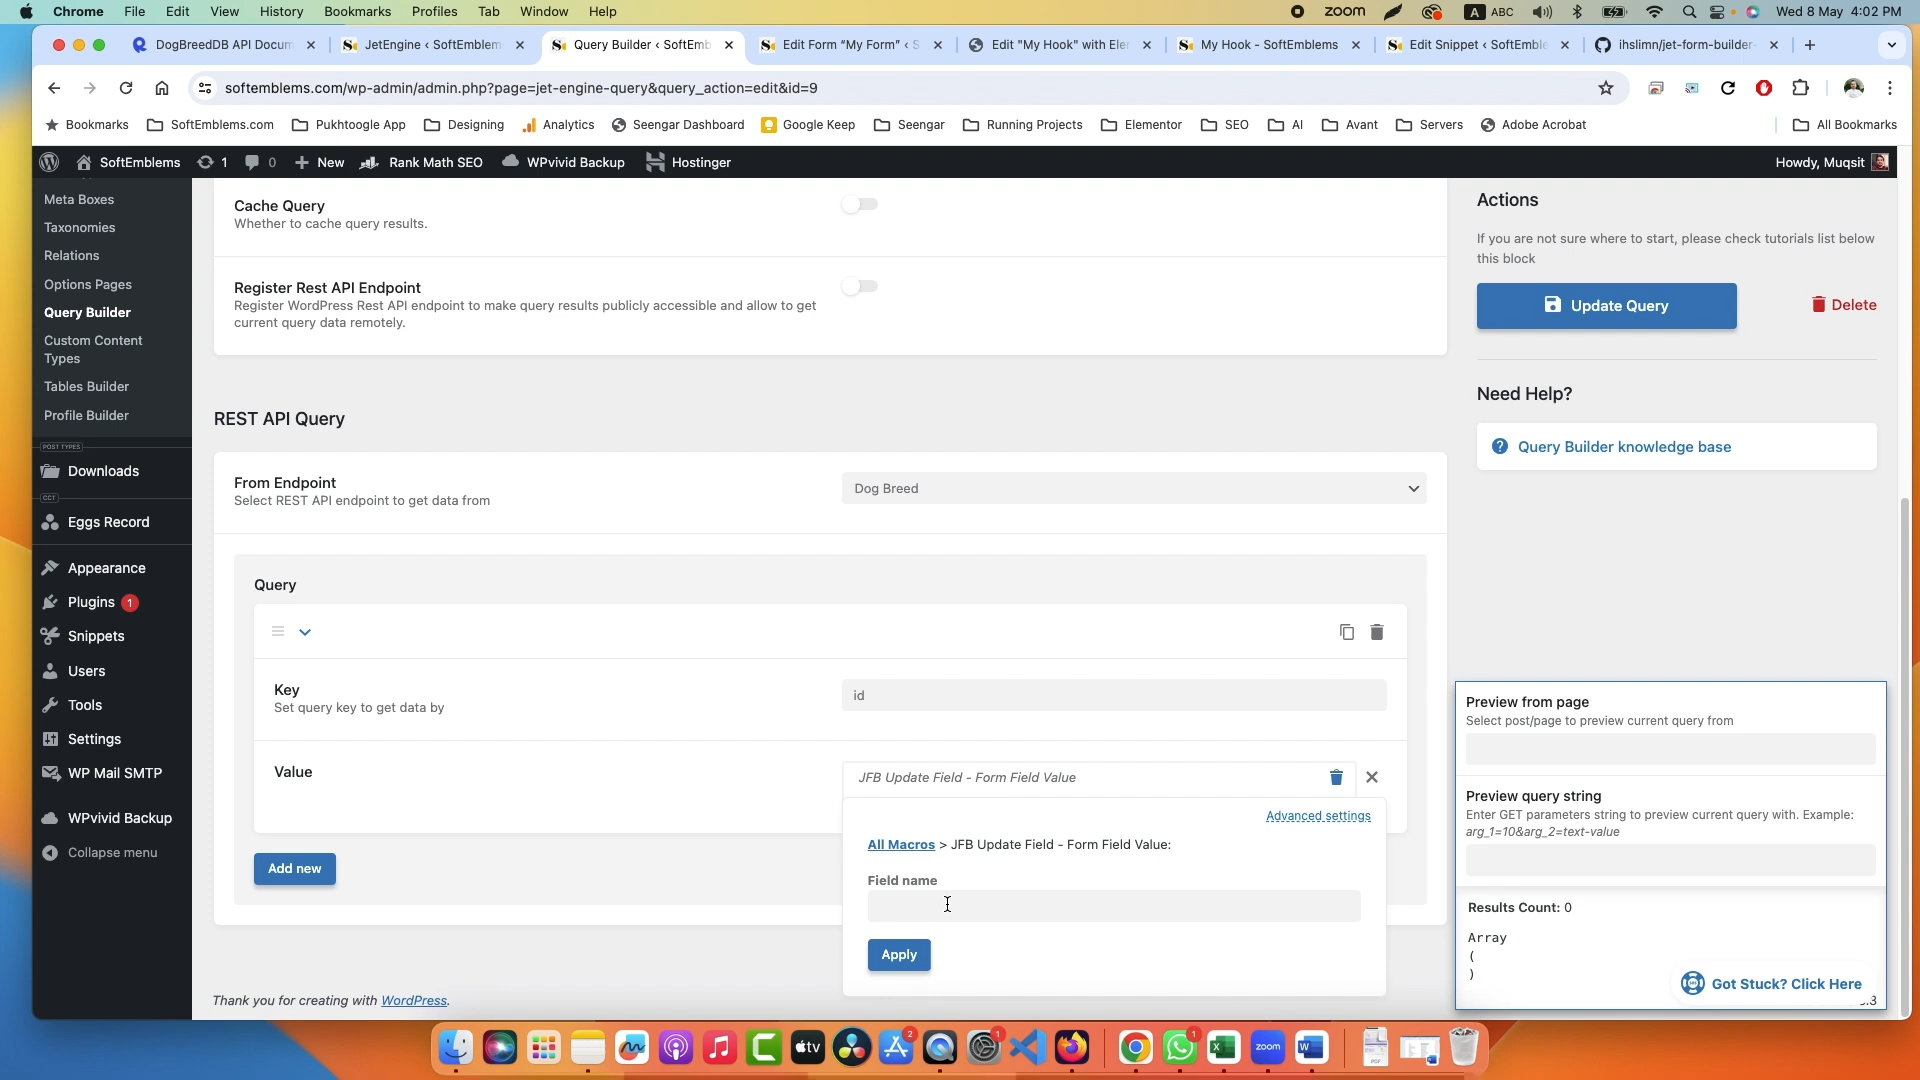 Chrome File Edit View History Bookmarks Profiles Tab Window Help zoom A ABC Wed 8 May 4:02 PM
DogBreedDB API Docum JetEngine ‹ SoftEmblem Query Builder ‹ SoftEmb Edit Form “My Form” ‹ S Edit "My Hook" with Eler My Hook - SoftEmblems Edit Snippet ‹ SoftEmble ihslimn/jet-form-builder-
softemblems.com/wp-admin/admin.php?page=jet-engine-query&query_action=edit&id=9
Bookmarks SoftEmblems.com Pukhtoogle App Designing Analytics Seengar Dashboard Google Keep Seengar Running Projects Elementor SEO AI Avant Servers Adobe Acrobat All Bookmarks
SoftEmblems 1 0 New Rank Math SEO WPvivid Backup Hostinger Howdy, Muqsit
Meta Boxes
Taxonomies
Relations
Options Pages
Query Builder
Custom Content
Types
Tables Builder
Profile Builder
POST TYPES
Downloads
CCT
Eggs Record
Appearance
Plugins 1
Snippets
Users
Tools
Settings
WP Mail SMTP
WPvivid Backup
Collapse menu
Cache Query
Whether to cache query results.
Register Rest API Endpoint
Register WordPress Rest API endpoint to make query results publicly accessible and allow to get
current query data remotely.
REST API Query
From Endpoint
Select REST API endpoint to get data from
Dog Breed
Query
Key
Set query key to get data by
id
Value
JFB Update Field - Form Field Value
Advanced settings
All Macros > JFB Update Field - Form Field Value:
Field name
Apply
Add new
Thank you for creating with WordPress.
Actions
If you are not sure where to start, please check tutorials list below
this block
Update Query
Delete
Need Help?
Query Builder knowledge base
Preview from page
Select post/page to preview current query from
Preview query string
Enter GET parameters string to preview current query with. Example:
arg_1=10&arg_2=text-value
Results Count: 0
Array
(
)
Got Stuck? Click Here
tv 2 1 zoom 1